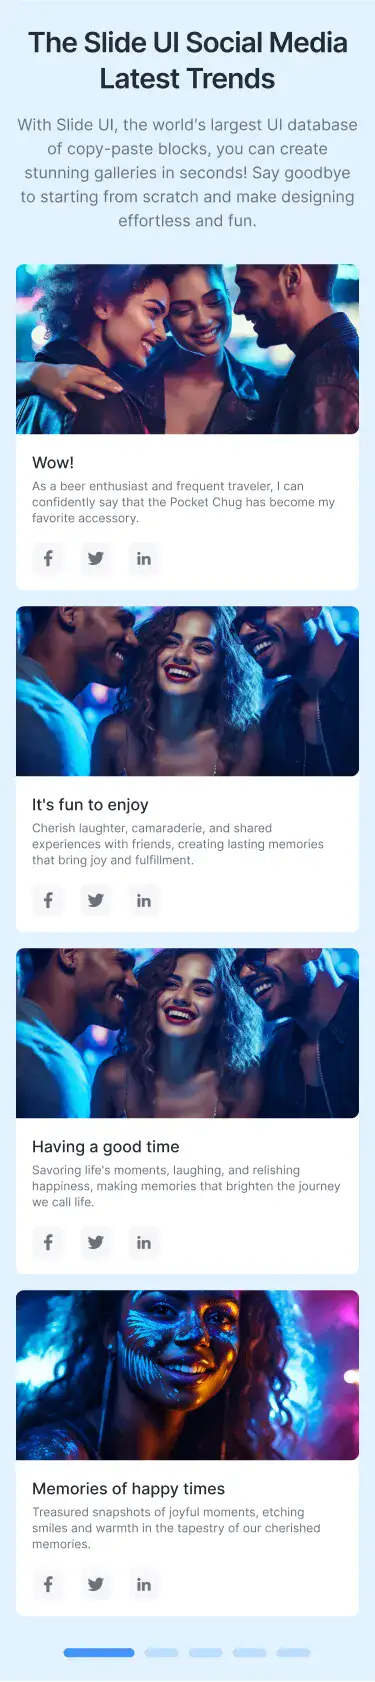 The Slide UI Social Media
Latest Trends
With Slide UI, the world's largest UI database
of copy-paste blocks, you can create
stunning galleries in seconds! Say goodbye
to starting from scratch and make designing
effortless and fun.
Wow!
As a beer enthusiast and frequent traveler, I can
confidently say that the Pocket Chug has become my
favorite accessory.
It's fun to enjoy
Cherish laughter, camaraderie, and shared
experiences with friends, creating lasting memories
that bring joy and fulfillment.
Having a good time
Savoring life's moments, laughing, and relishing
happiness, making memories that brighten the journey
we call life.
Memories of happy times
Treasured snapshots of joyful moments, etching
smiles and warmth in the tapestry of our cherished
memories.